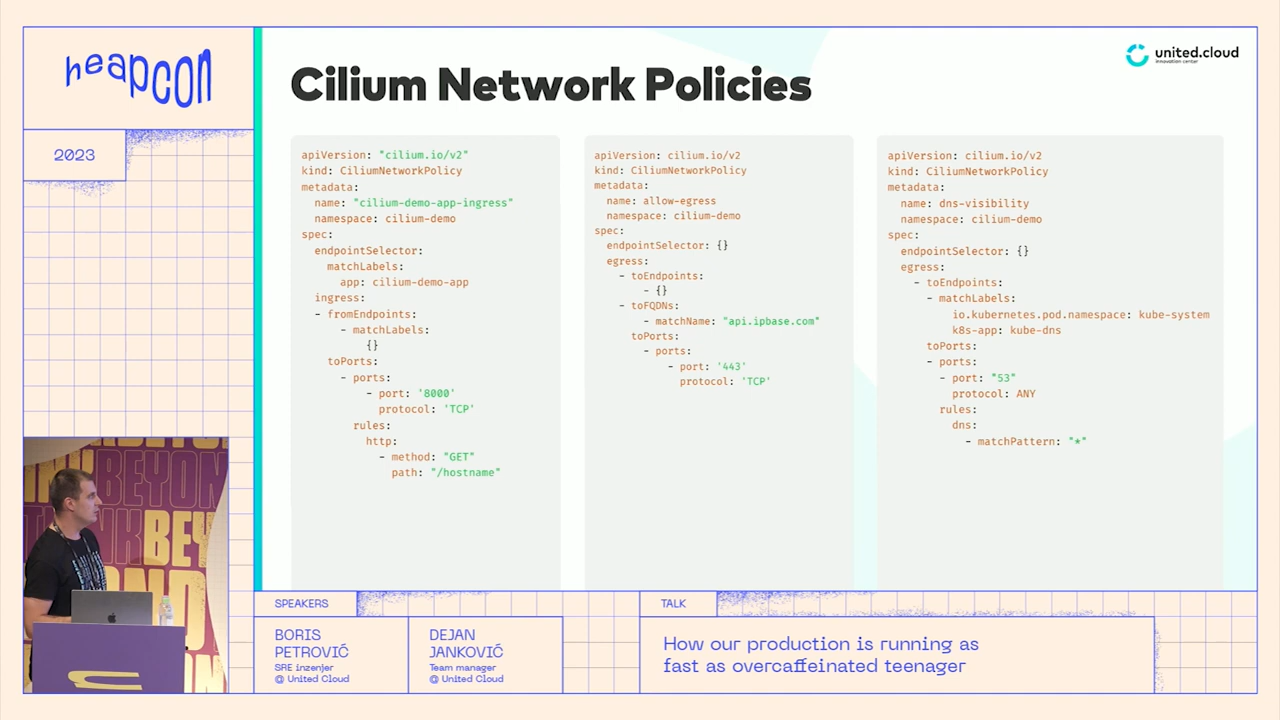 heapcon
2023
united.cloud
innovation center
Cilium Network Policies
apiVersion: "cilium.io/v2"
kind: CiliumNetworkPolicy
metadata:
  name: "cilium-demo-app-ingress"
  namespace: cilium-demo
spec:
  endpointSelector:
    matchLabels:
      app: cilium-demo-app
  ingress:
  - fromEndpoints:
      - matchLabels:
          {}
    toPorts:
      - ports:
          - port: '8000'
            protocol: 'TCP'
        rules:
          http:
            - method: "GET"
              path: "/hostname"
apiVersion: cilium.io/v2
kind: CiliumNetworkPolicy
metadata:
  name: allow-egress
  namespace: cilium-demo
spec:
  endpointSelector: {}
  egress:
    - toEndpoints:
        - {}
    - toFQDNs:
        - matchName: "api.ipbase.com"
      toPorts:
        - ports:
            - port: '443'
              protocol: 'TCP'
apiVersion: cilium.io/v2
kind: CiliumNetworkPolicy
metadata:
  name: dns-visibility
  namespace: cilium-demo
spec:
  endpointSelector: {}
  egress:
    - toEndpoints:
      - matchLabels:
          io.kubernetes.pod.namespace: kube-system
          k8s-app: kube-dns
      toPorts:
      - ports:
        - port: "53"
          protocol: ANY
        rules:
          dns:
            - matchPattern: "*"
BEYON
THINK BEY
SPEAKERS
BORIS
PETROVIĆ
SRE inzenjer
@ United Cloud
DEJAN
JANKOVIĆ
Team manager
@ United Cloud
TALK
How our production is running as
fast as overcaffeinated teenager